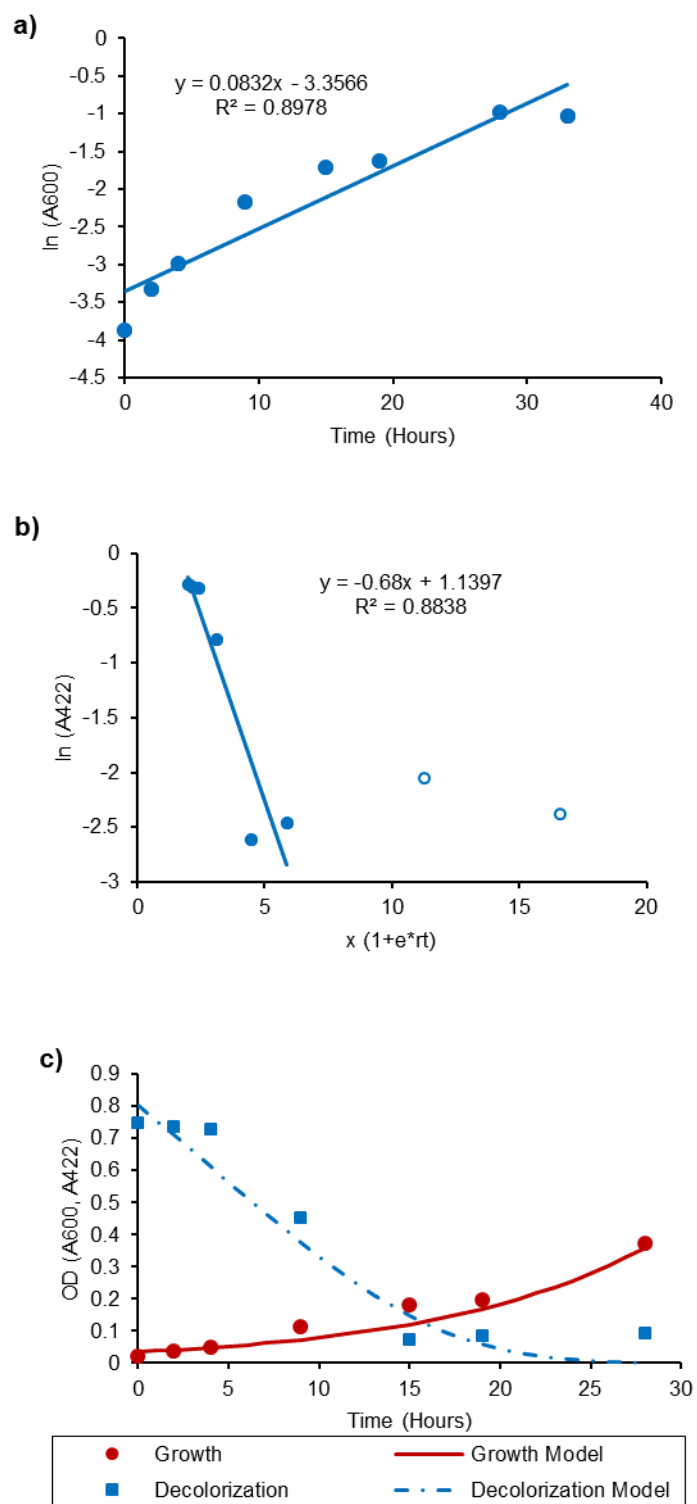 a)
0
-0.5
-1
-1.5
-2
-2.5
-3
-3.5
-4
-4.5
ln (A600)
y = 0.0832x - 3.3566
R² = 0.8978
0
10
20
30
40
Time (Hours)
b)
0
-0.5
-1
-1.5
-2
-2.5
-3
ln (A422)
y = -0.68x + 1.1397
R² = 0.8838
0
5
10
15
20
x (1+e*rt)
c)
0.9
0.8
0.7
0.6
0.5
0.4
0.3
0.2
0.1
0
OD (A600, A422)
0
5
10
15
20
25
30
Time (Hours)
Growth
Growth Model
Decolorization
Decolorization Model